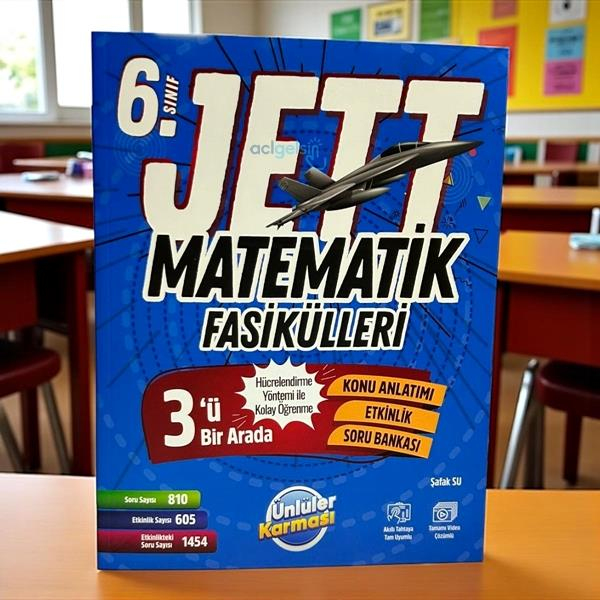 6. SINIF
JETT
acigelsin
MATEMATİK
FASİKÜLLERİ
3'ü
Bir Arada
Hücrelendirme
Yöntemi ile
Kolay Öğrenme
KONU ANLATIMI
ETKİNLİK
SORU BANKASI
Şafak SU
Soru Sayısı 810
Etkinlik Sayısı 605
Etkinlikteki
Soru Sayısı 1454
Ünlüler
Karması
Akıllı Tahtaya
Tam Uyumlu
Tamamı Video
Çözümlü